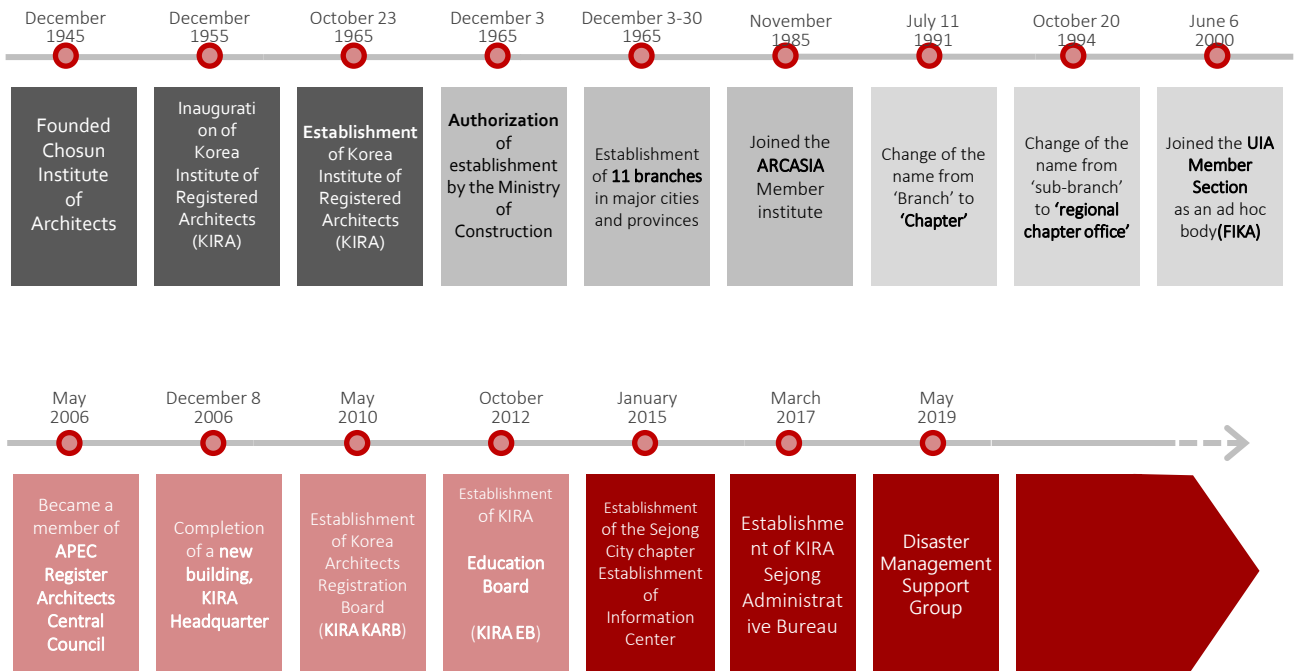 December
1945
December
1955
October 23
1965
December 3
1965
December 3-30
1965
November
1985
July 11
1991
October 20
1994
June 6
2000
Founded
Chosun
Institute
of
Architects
Inaugurati
on of
Korea
Institute of
Registered
Architects
(KIRA)
Establishment
of Korea
Institute of
Registered
Architects
(KIRA)
Authorization
of
establishment
by the Ministry
of
Construction
Establishment
of 11 branches
in major cities
and provinces
Joined the
ARCASIA
Member
institute
Change of the
name from
‘Branch’ to
‘Chapter’
Change of the
name from
‘sub-branch’
to ‘regional
chapter office’
Joined the UIA
Member
Section
as an ad hoc
body(FIKA)
May
2006
December 8
2006
May
2010
October
2012
January
2015
March
2017
May
2019
Became a
member of
APEC
Register
Architects
Central
Council
Completion
of a new
building,
KIRA
Headquarter
Establishment
of Korea
Architects
Registration
Board
(KIRA KARB)
Establishment
of KIRA
Education
Board
(KIRA EB)
Establishment
of the Sejong
City chapter
Establishment
of
Information
Center
Establishme
nt of KIRA
Sejong
Administrat
ive Bureau
Disaster
Management
Support
Group